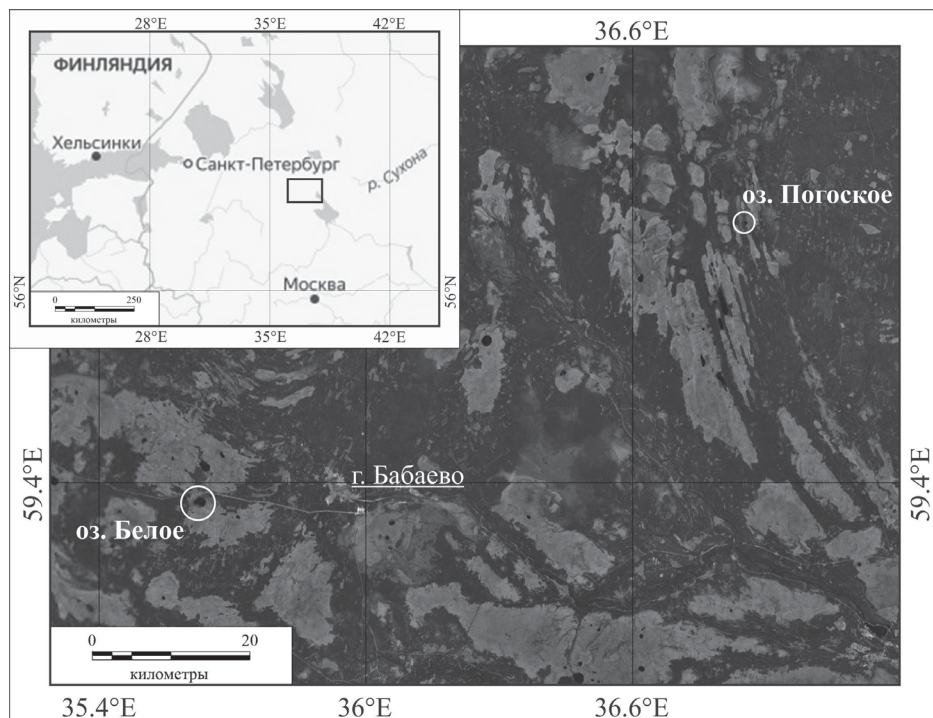 28°E 35°E 42°E
ФИНЛЯНДИЯ
Хельсинки
Санкт-Петербург
р. Сухона
Москва
56°N
56°N
0 250
километры
28°E 35°E 42°E
36.6°E
оз. Погоское
г. Бабаево
59.4°E
59.4°E
оз. Белое
0 20
километры
35.4°E 36°E 36.6°E